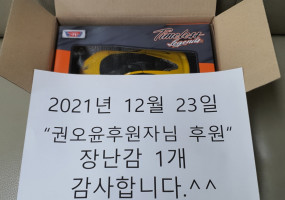 Timeless
Legends
2021년 12월 23일
“권오윤후원자님 후원“
장난감 1개
감사합니다.^^